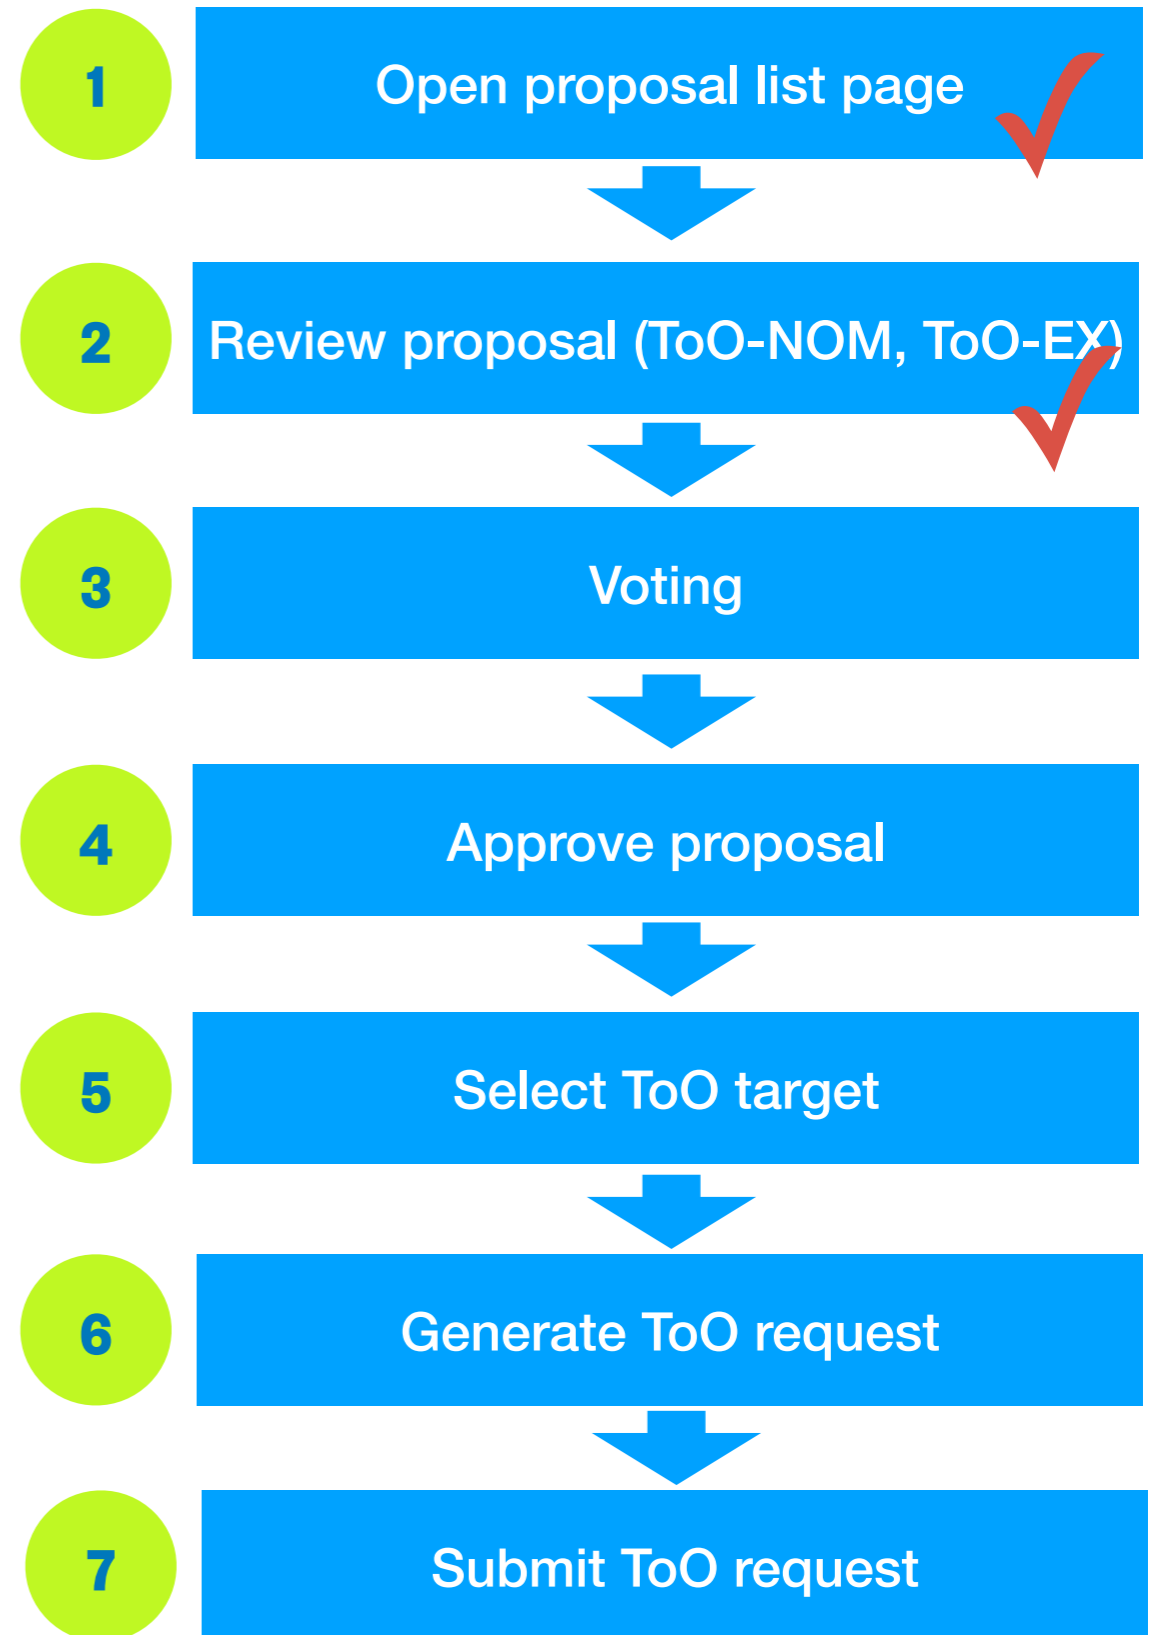 1
Open proposal list page
2
Review proposal (ToO-NOM, ToO-EX)
3
Voting
4
Approve proposal
5
Select ToO target
6
Generate ToO request
7
Submit ToO request